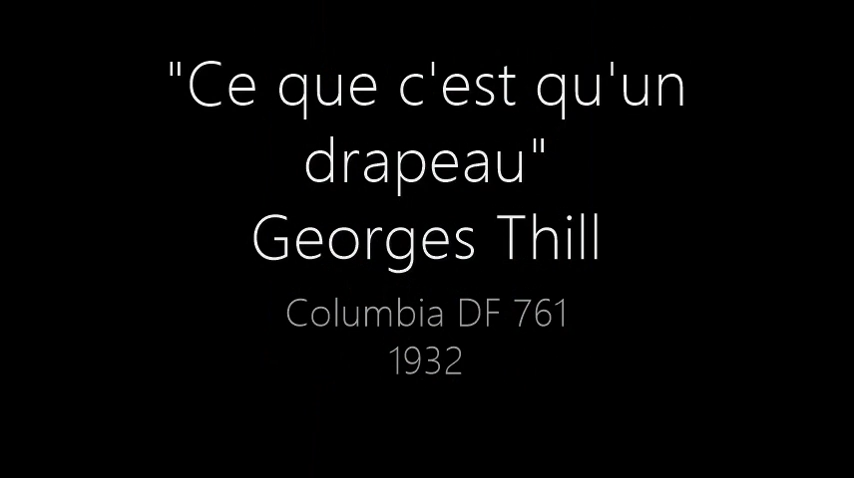 "Ce que c'est qu'un
drapeau"
Georges Thill
Columbia DF 761
1932